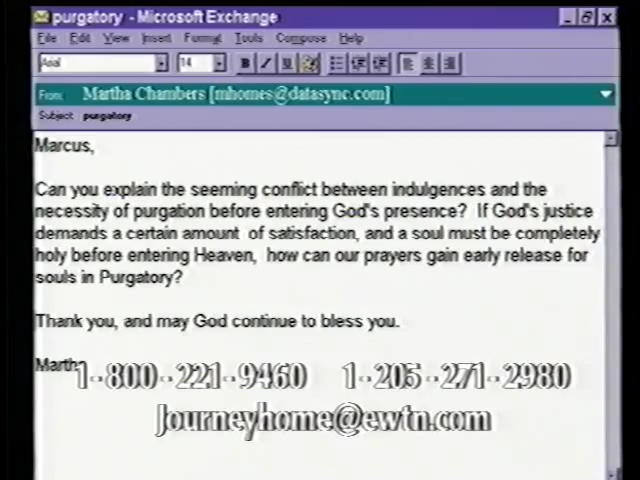 purgatory - Microsoft Exchange
File Edit View Insert Format Tools Compose Help
Arial 14 B I U
From: Martha Chambers [mhomes@datasync.com]
Subject: purgatory
Marcus,
Can you explain the seeming conflict between indulgences and the
necessity of purgation before entering God's presence? If God's justice
demands a certain amount of satisfaction, and a soul must be completely
holy before entering Heaven, how can our prayers gain early release for
souls in Purgatory?
Thank you, and may God continue to bless you.
Martha
1-800-221-9460 1-205-271-2980
Journeyhome@ewtn.com